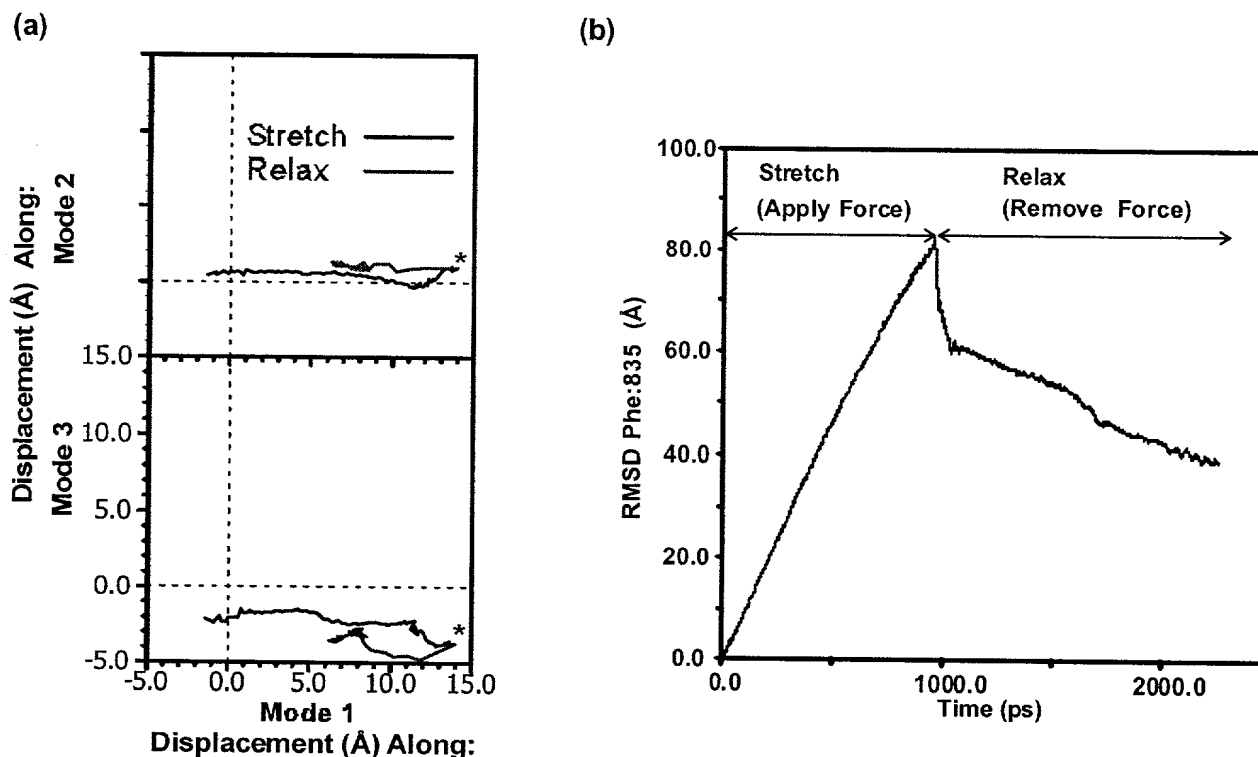 (a)
Displacement (Å) Along:
Mode 2
Mode 3
Stretch
Relax
*
15.0
10.0
5.0
0.0
*
-5.0
-5.0 0.0 5.0 10.0 15.0
Mode 1
Displacement (Å) Along:
(b)
RMSD Phe:835 (Å)
100.0
80.0
60.0
40.0
20.0
0.0
Stretch
(Apply Force)
Relax
(Remove Force)
0.0 1000.0 2000.0
Time (ps)